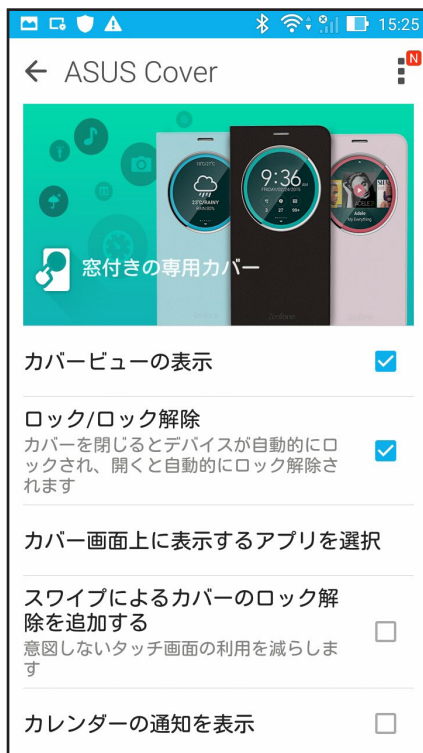 15:25
ASUS Cover
N
9:36
Adele
窓付きの専用カバー
ZenFone
カバービューの表示
ロック/ロック解除
カバーを閉じるとデバイスが自動的にロ
ックされ、開くと自動的にロック解除さ
れます
カバー画面上に表示するアプリを選択
スワイプによるカバーのロック解
除を追加する
意図しないタッチ画面の利用を減らしま
す
カレンダーの通知を表示